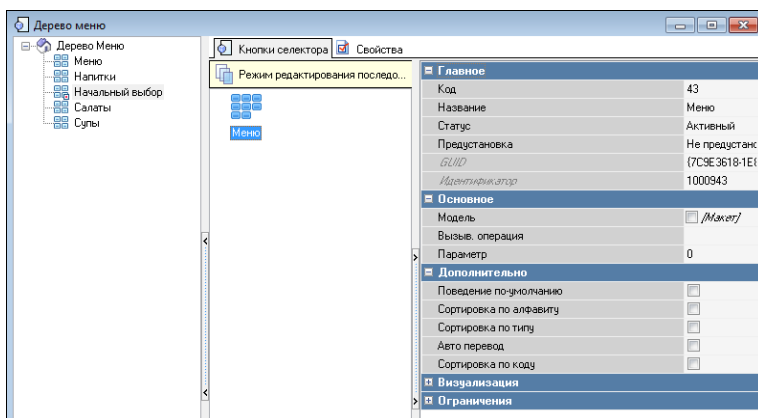 Дерево меню
Дерево Меню
Меню
Напитки
Начальный выбор
Салаты
Супы
Кнопки селектора
Свойства
Режим редактирования последо...
Меню
Главное
Код 43
Название Меню
Статус Активный
Предустановка Не предустанс
GUID {7C9E3618-1E8
Идентификатор 1000943
Основное
Модель [Макет]
Вызыв. операция
Параметр 0
Дополнительно
Поведение по-умолчанию
Сортировка по алфавиту
Сортировка по типу
Авто перевод
Сортировка по коду
Визуализация
Ограничения